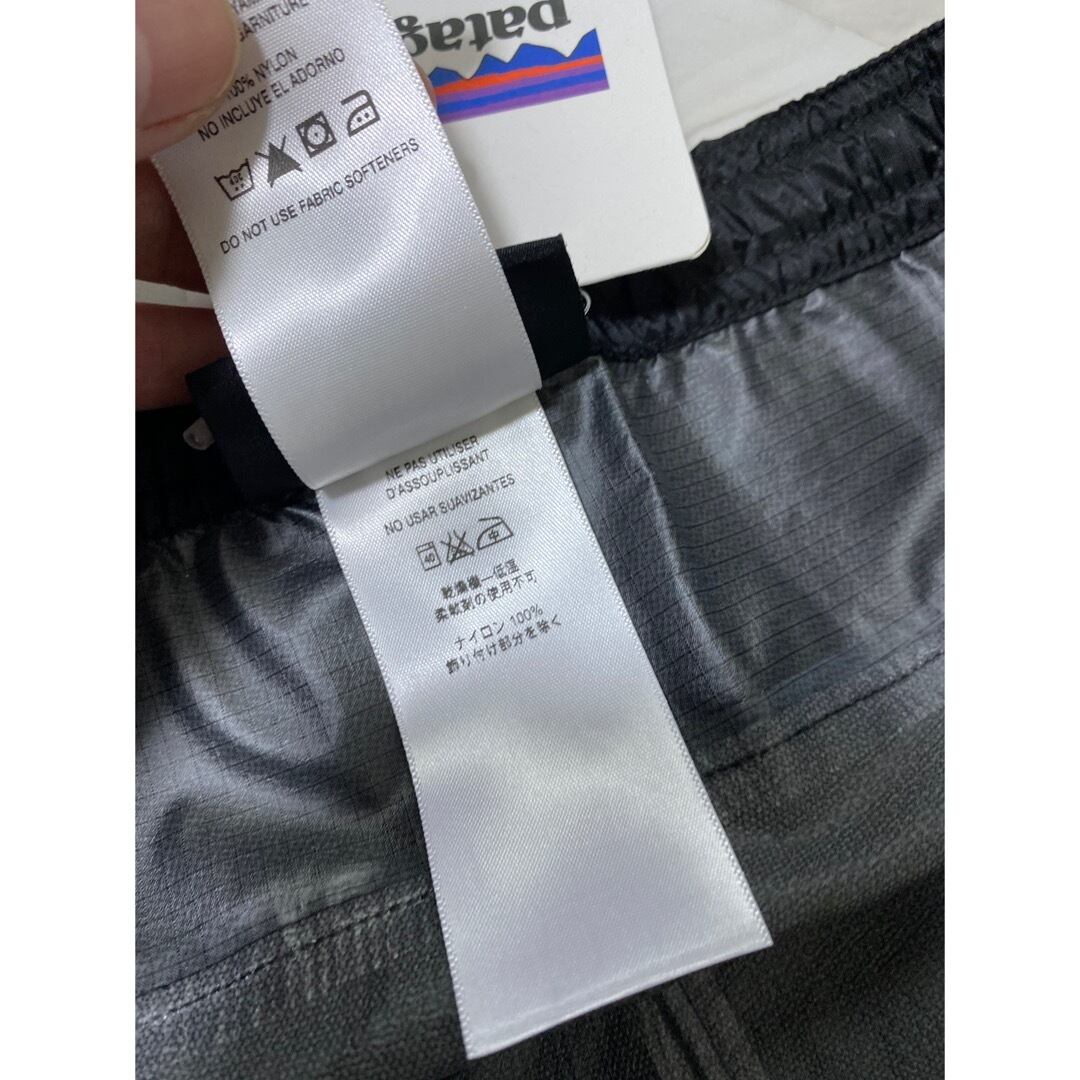 patag
GARNITURE
100% NYLON
NO INCLUYE EL ADORNO
DO NOT USE FABRIC SOFTENERS
NE PAS UTILISER
D'ASSOUPLISSANT
NO USAR SUAVIZANTES
40 中
乾燥機—低温
柔軟剤の使用不可
ナイロン 100%
飾り付け部分を除く